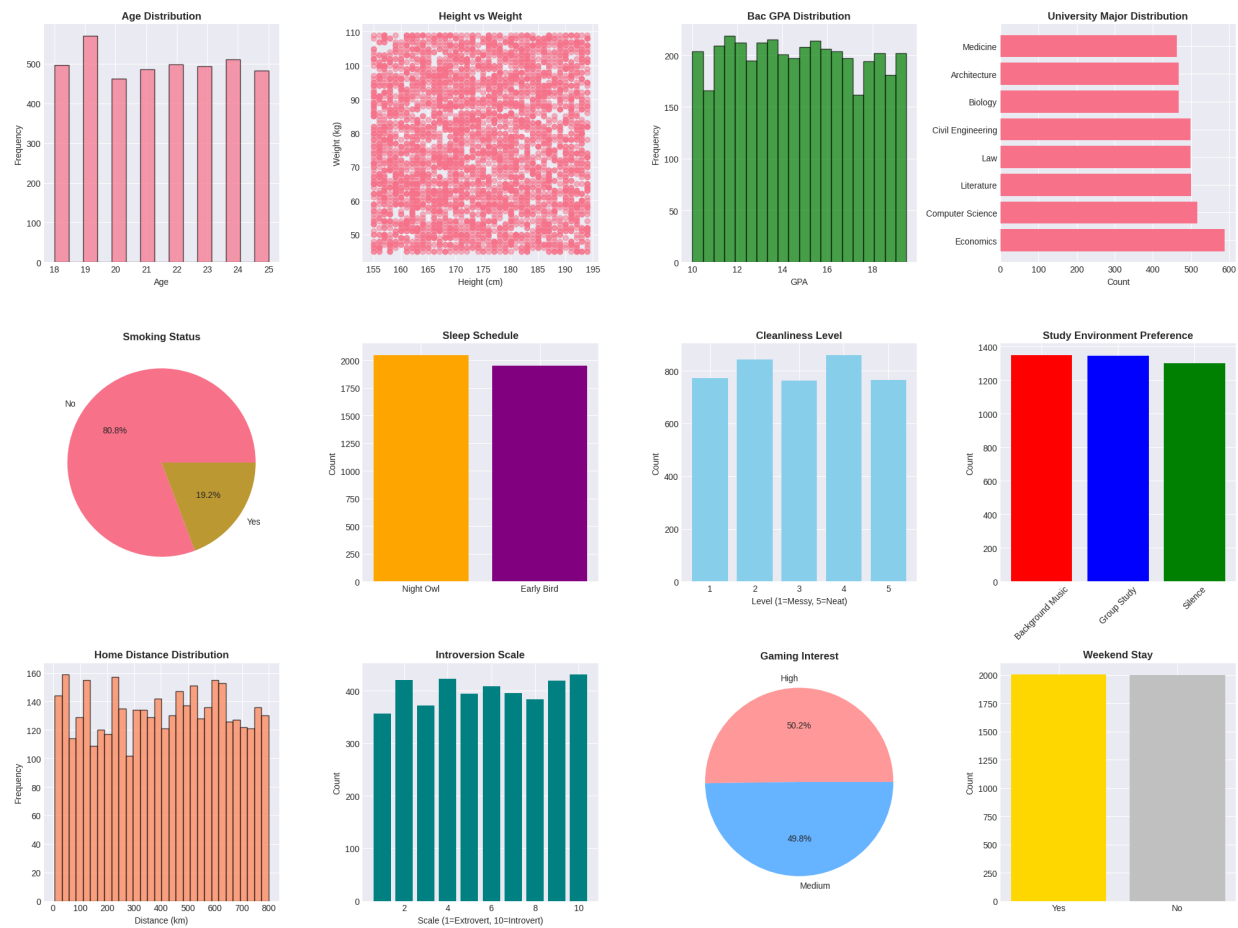 Age Distribution
Frequency
500
400
300
200
100
0
18 19 20 21 22 23 24 25
Age
Height vs Weight
Weight (kg)
110
100
90
80
70
60
50
155 160 165 170 175 180 185 190 195
Height (cm)
Bac GPA Distribution
Frequency
200
150
100
50
0
10 12 14 16 18
GPA
University Major Distribution
Medicine
Architecture
Biology
Civil Engineering
Law
Literature
Computer Science
Economics
0 100 200 300 400 500 600
Count
Smoking Status
No
80.8%
19.2%
Yes
Sleep Schedule
Count
2000
1750
1500
1250
1000
750
500
250
0
Night Owl Early Bird
Cleanliness Level
Count
800
600
400
200
0
1 2 3 4 5
Level (1=Messy, 5=Neat)
Study Environment Preference
Count
1400
1200
1000
800
600
400
200
0
Background Music
Group Study
Silence
Home Distance Distribution
Frequency
160
140
120
100
80
60
40
20
0
0 100 200 300 400 500 600 700 800
Distance (km)
Introversion Scale
Count
400
300
200
100
0
2 4 6 8 10
Scale (1=Extrovert, 10=Introvert)
Gaming Interest
High
50.2%
49.8%
Medium
Weekend Stay
Count
2000
1750
1500
1250
1000
750
500
250
0
Yes No